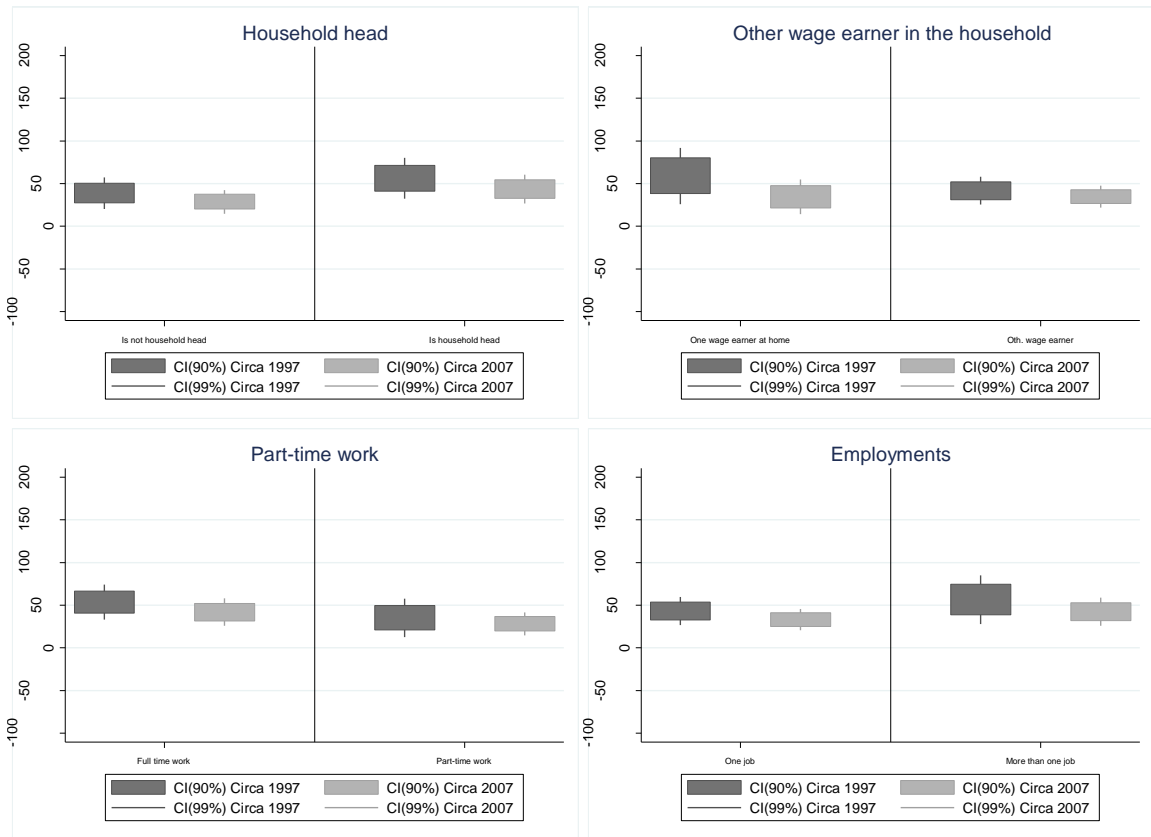 Household head
200
150
100
50
0
-50
-100
Is not household head Is household head
CI(90%) Circa 1997 CI(90%) Circa 2007
CI(99%) Circa 1997 CI(99%) Circa 2007
Other wage earner in the household
200
150
100
50
0
-50
-100
One wage earner at home Oth. wage earner
CI(90%) Circa 1997 CI(90%) Circa 2007
CI(99%) Circa 1997 CI(99%) Circa 2007
Part-time work
200
150
100
50
0
-50
-100
Full time work Part-time work
CI(90%) Circa 1997 CI(90%) Circa 2007
CI(99%) Circa 1997 CI(99%) Circa 2007
Employments
200
150
100
50
0
-50
-100
One job More than one job
CI(90%) Circa 1997 CI(90%) Circa 2007
CI(99%) Circa 1997 CI(99%) Circa 2007